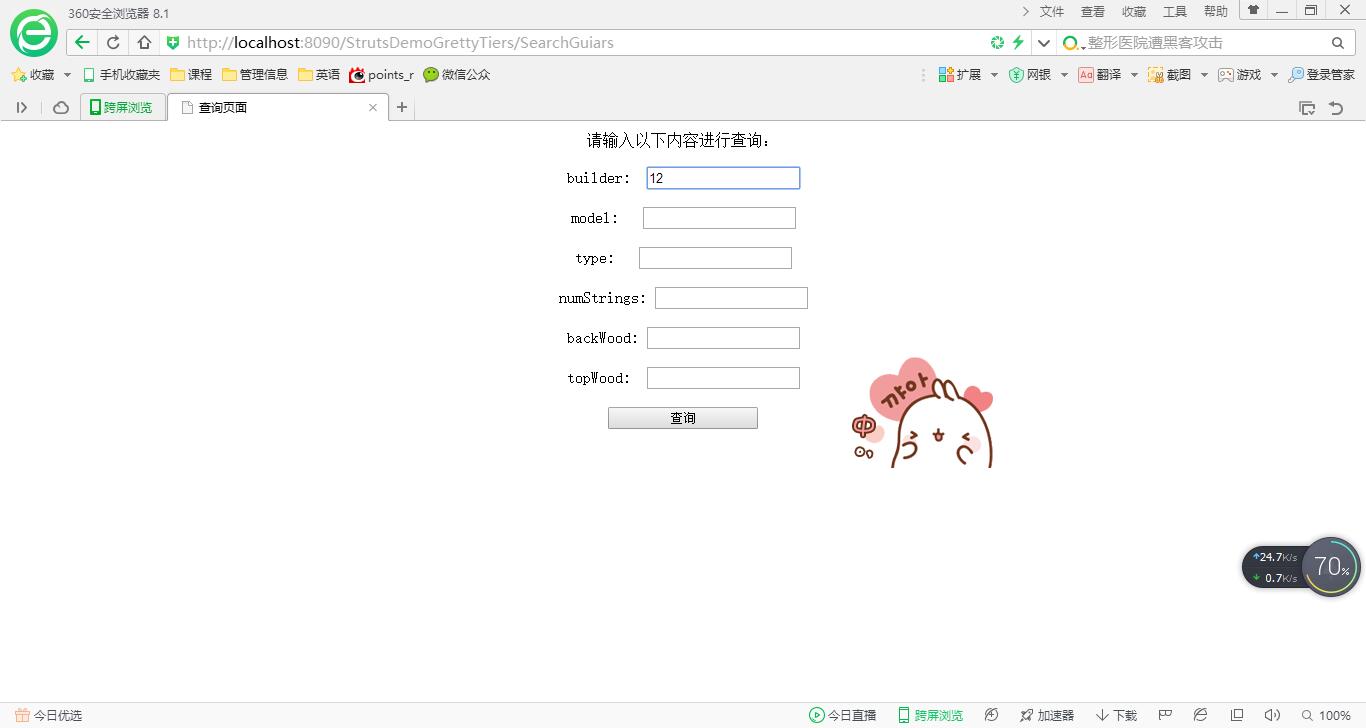 360安全浏览器 8.1
文件 查看 收藏 工具 帮助
http://localhost:8090/StrutsDemoGrettyTiers/SearchGuiars
整形医院遭黑客攻击
收藏 手机收藏夹 课程 管理信息 英语 points_r 微信公众
扩展 网银 Aa 翻译 截图 游戏 登录管家
跨屏浏览 查询页面
请输入以下内容进行查询：
builder: 12
model:
type:
numStrings:
backWood:
topWood:
查询
꺄아
中
24.7K/s
0.7K/s
70%
今日优选
今日直播 跨屏浏览 加速器 下载 100%